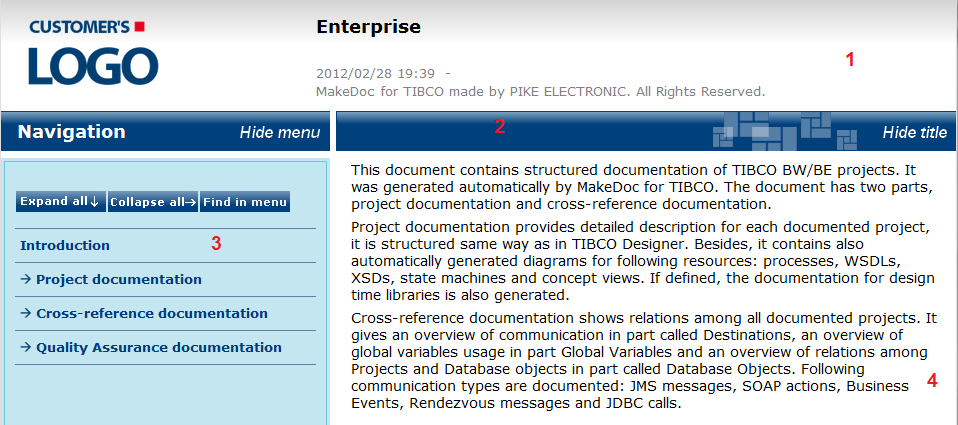 CUSTOMER'S
LOGO
Enterprise
2012/02/28 19:39 -
MakeDoc for TIBCO made by PIKE ELECTRONIC. All Rights Reserved.
1
Navigation
Hide menu
2
Hide title
Expand all↓
Collapse all→
Find in menu
Introduction
3
→ Project documentation
→ Cross-reference documentation
→ Quality Assurance documentation
This document contains structured documentation of TIBCO BW/BE projects. It
was generated automatically by MakeDoc for TIBCO. The document has two parts,
project documentation and cross-reference documentation.
Project documentation provides detailed description for each documented project,
it is structured same way as in TIBCO Designer. Besides, it contains also
automatically generated diagrams for following resources: processes, WSDLs,
XSDs, state machines and concept views. If defined, the documentation for design
time libraries is also generated.
Cross-reference documentation shows relations among all documented projects. It
gives an overview of communication in part called Destinations, an overview of
global variables usage in part Global Variables and an overview of relations among
Projects and Database objects in part called Database Objects. Following
communication types are documented: JMS messages, SOAP actions, Business
Events, Rendezvous messages and JDBC calls.
4